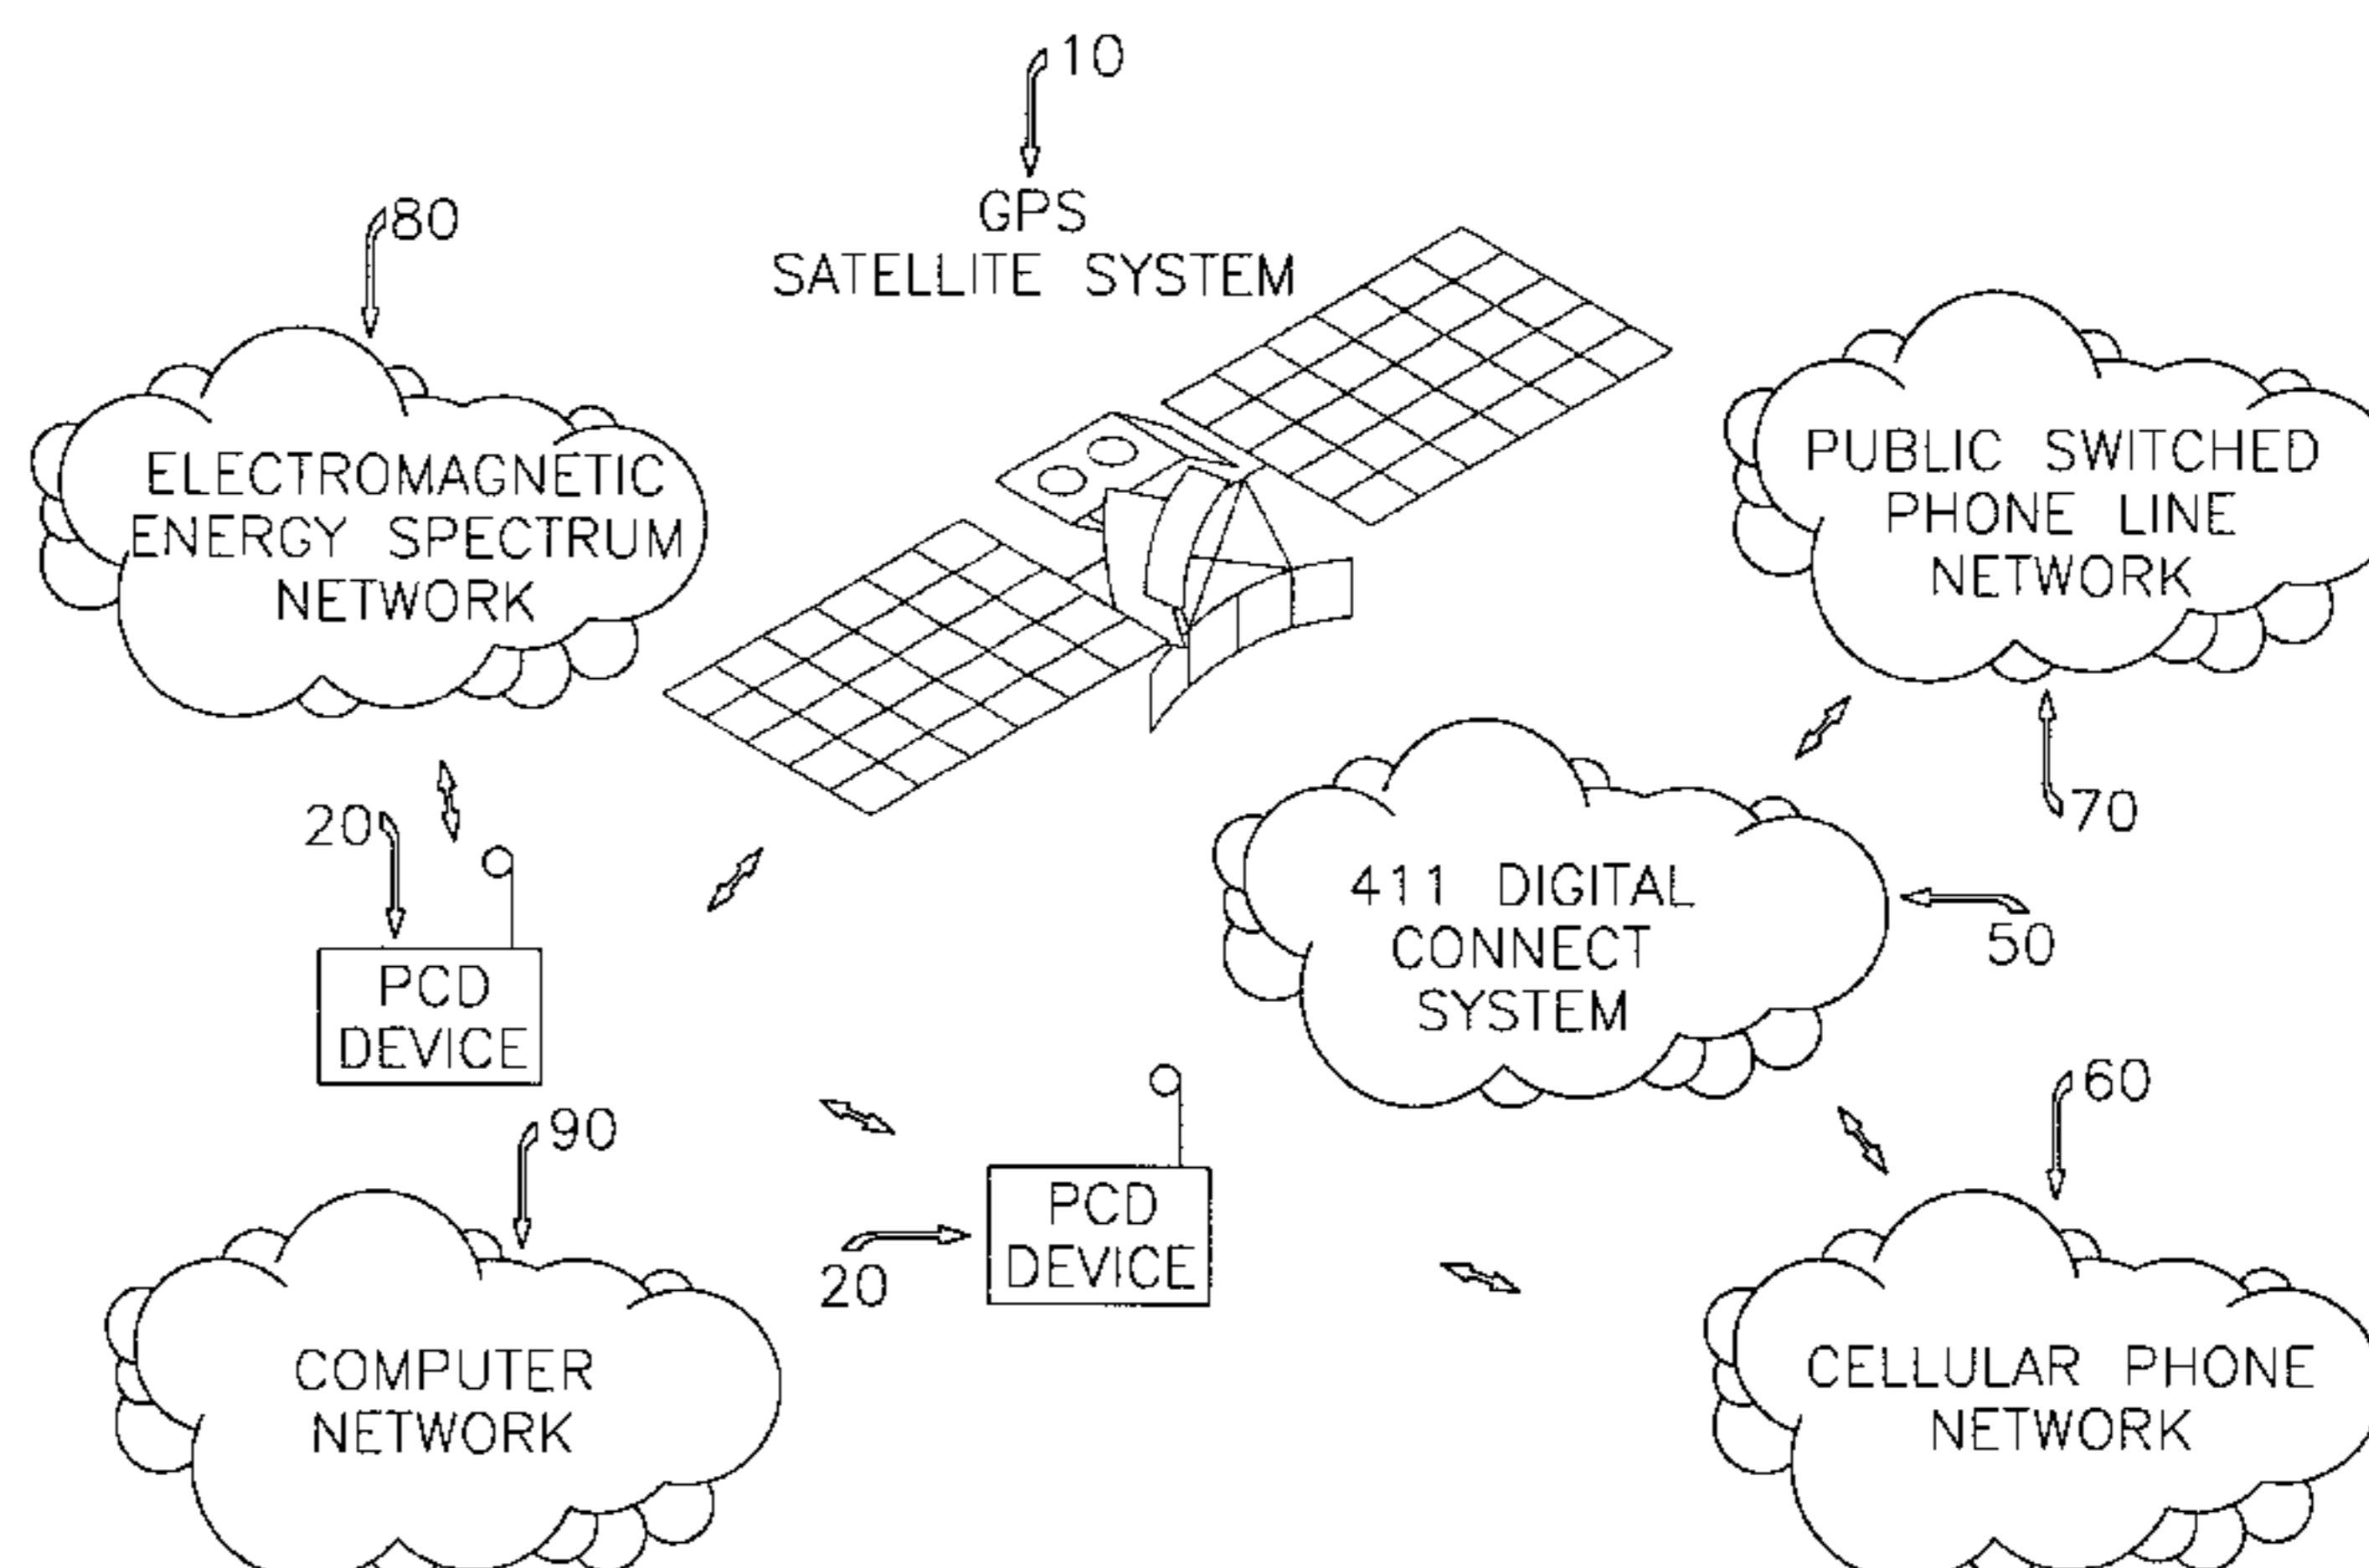 10
GPS
SATELLITE SYSTEM
80
ELECTROMAGNETIC
ENERGY SPECTRUM
NETWORK
PUBLIC SWITCHED
PHONE LINE
NETWORK
70
20
PCD
DEVICE
411 DIGITAL
CONNECT
SYSTEM
50
90
COMPUTER
NETWORK
20
PCD
DEVICE
60
CELLULAR PHONE
NETWORK